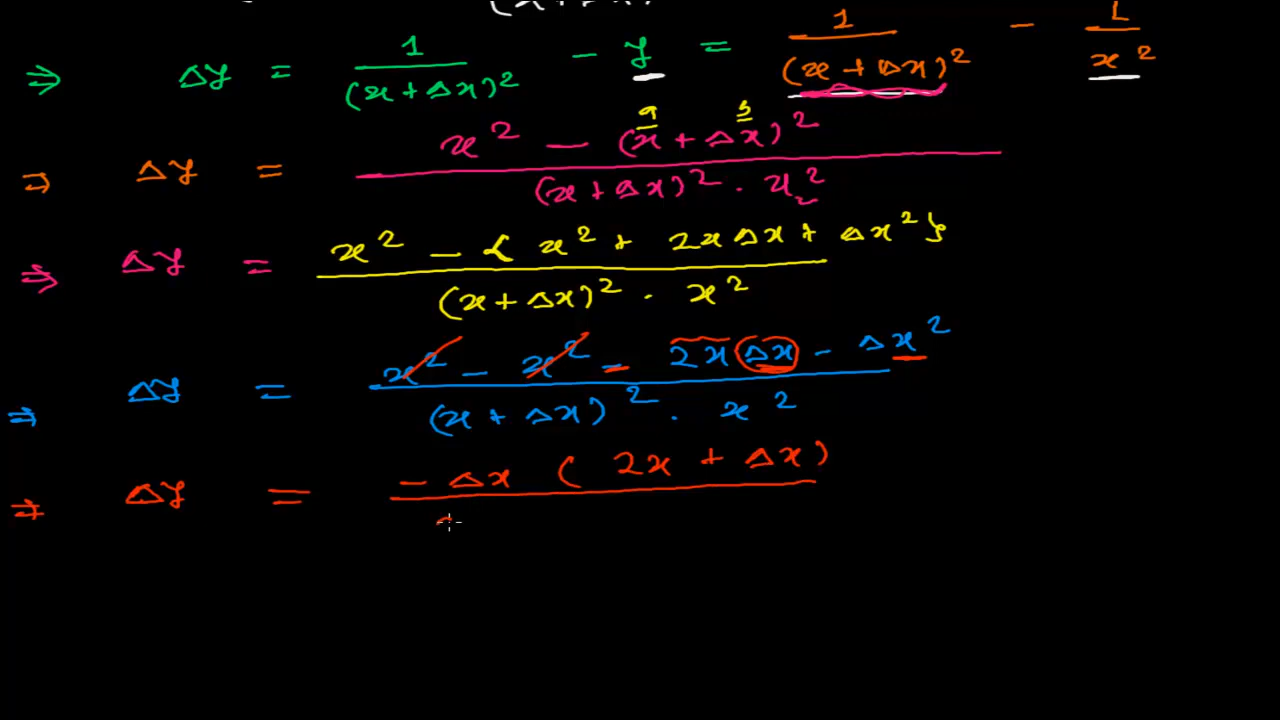 (x+Δx)
⇒ Δy = 1/(x+Δx)² - y = 1/(x+Δx)² - 1/x²
a b
⇒ Δy = x² - (x+Δx)² / (x+Δx)² · x²
⇒ Δy = x² - { x² + 2xΔx + Δx² } / (x+Δx)² · x²
⇒ Δy = x² - x² - 2xΔx - Δx² / (x+Δx)² · x²
⇒ Δy = -Δx ( 2x + Δx)